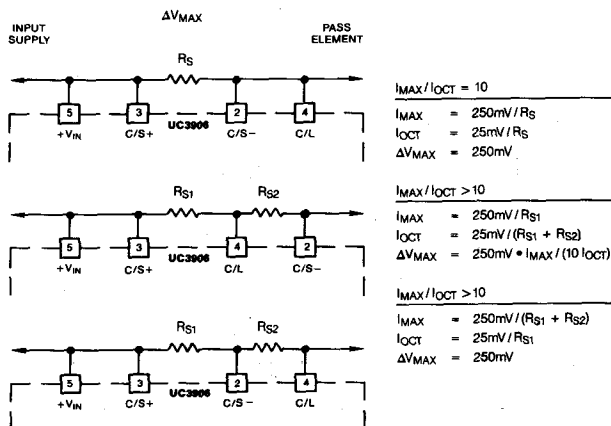 ΔVMAX
INPUT SUPPLY
PASS ELEMENT
RS
5
3
2
4
UC3906
+VIN
C/S+
C/S−
C/L
IMAX/IOCT = 10
IMAX = 250mV/RS
IOCT = 25mV/RS
ΔVMAX = 250mV
RS1
RS2
5
3
4
2
UC3906
+VIN
C/S+
C/L
C/S−
IMAX/IOCT >10
IMAX = 250mV/RS1
IOCT = 25mV/(RS1 + RS2)
ΔVMAX = 250mV • IMAX/(10 IOCT)
RS1
RS2
5
3
2
4
UC3906
+VIN
C/S+
C/S−
C/L
IMAX/IOCT >10
IMAX = 250mV/(RS1 + RS2)
IOCT = 25mV/RS1
ΔVMAX = 250mV